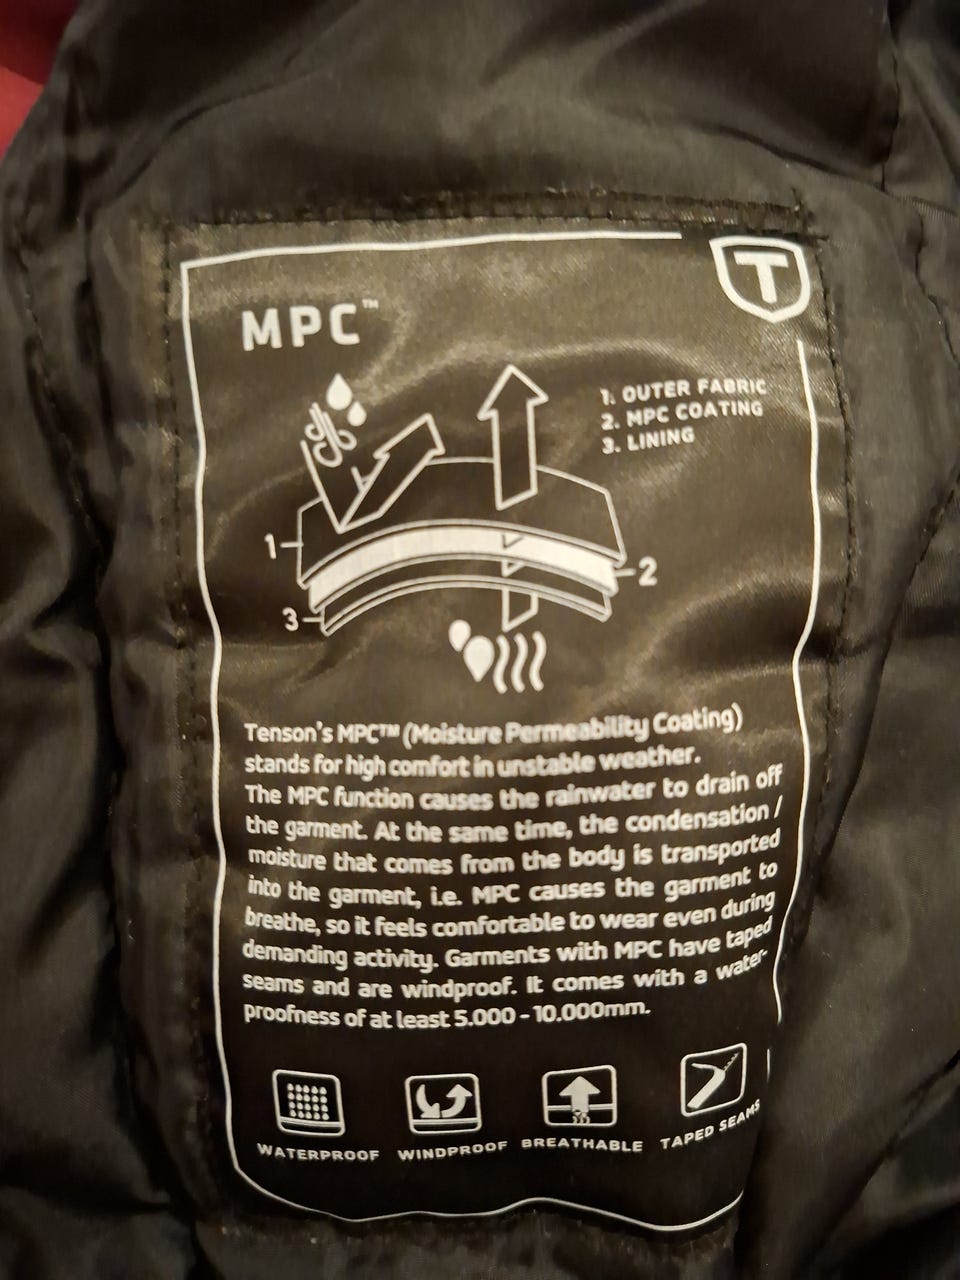 T
MPC™
1. OUTER FABRIC
2. MPC COATING
3. LINING
1
2
3
Tenson's MPC™ (Moisture Permeability Coating)
stands for high comfort in unstable weather.
The MPC function causes the rainwater to drain off
the garment. At the same time, the condensation /
moisture that comes from the body is transported
into the garment, i.e. MPC causes the garment to
breathe, so it feels comfortable to wear even during
demanding activity. Garments with MPC have taped
seams and are windproof. It comes with a water-
proofness of at least 5.000 - 10.000mm.
WATERPROOF WINDPROOF BREATHABLE TAPED SEAMS